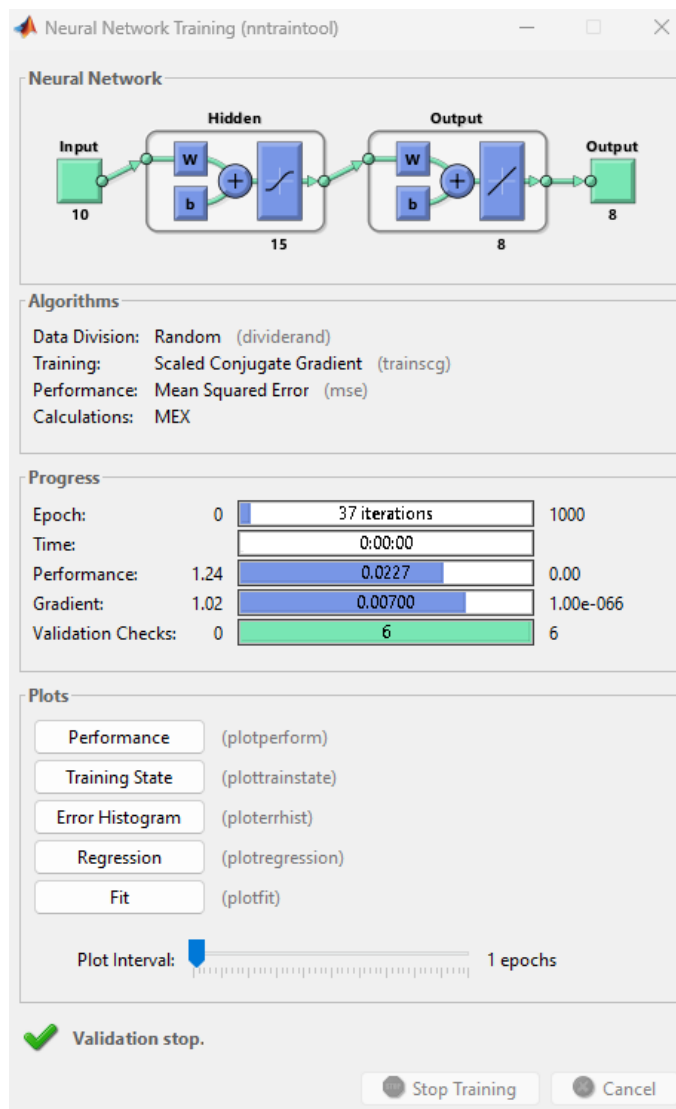 Neural Network Training (nntraintool)
Neural Network
Hidden
Output
Input
Output
W
W
b
b
10
15
8
8
Algorithms
Data Division: Random (dividerand)
Training: Scaled Conjugate Gradient (trainscg)
Performance: Mean Squared Error (mse)
Calculations: MEX
Progress
Epoch: 0 37 iterations 1000
Time: 0:00:00
Performance: 1.24 0.0227 0.00
Gradient: 1.02 0.00700 1.00e-066
Validation Checks: 0 6 6
Plots
Performance (plotperform)
Training State (plottrainstate)
Error Histogram (ploterrhist)
Regression (plotregression)
Fit (plotfit)
Plot Interval: 1 epochs
Validation stop.
Stop Training Cancel